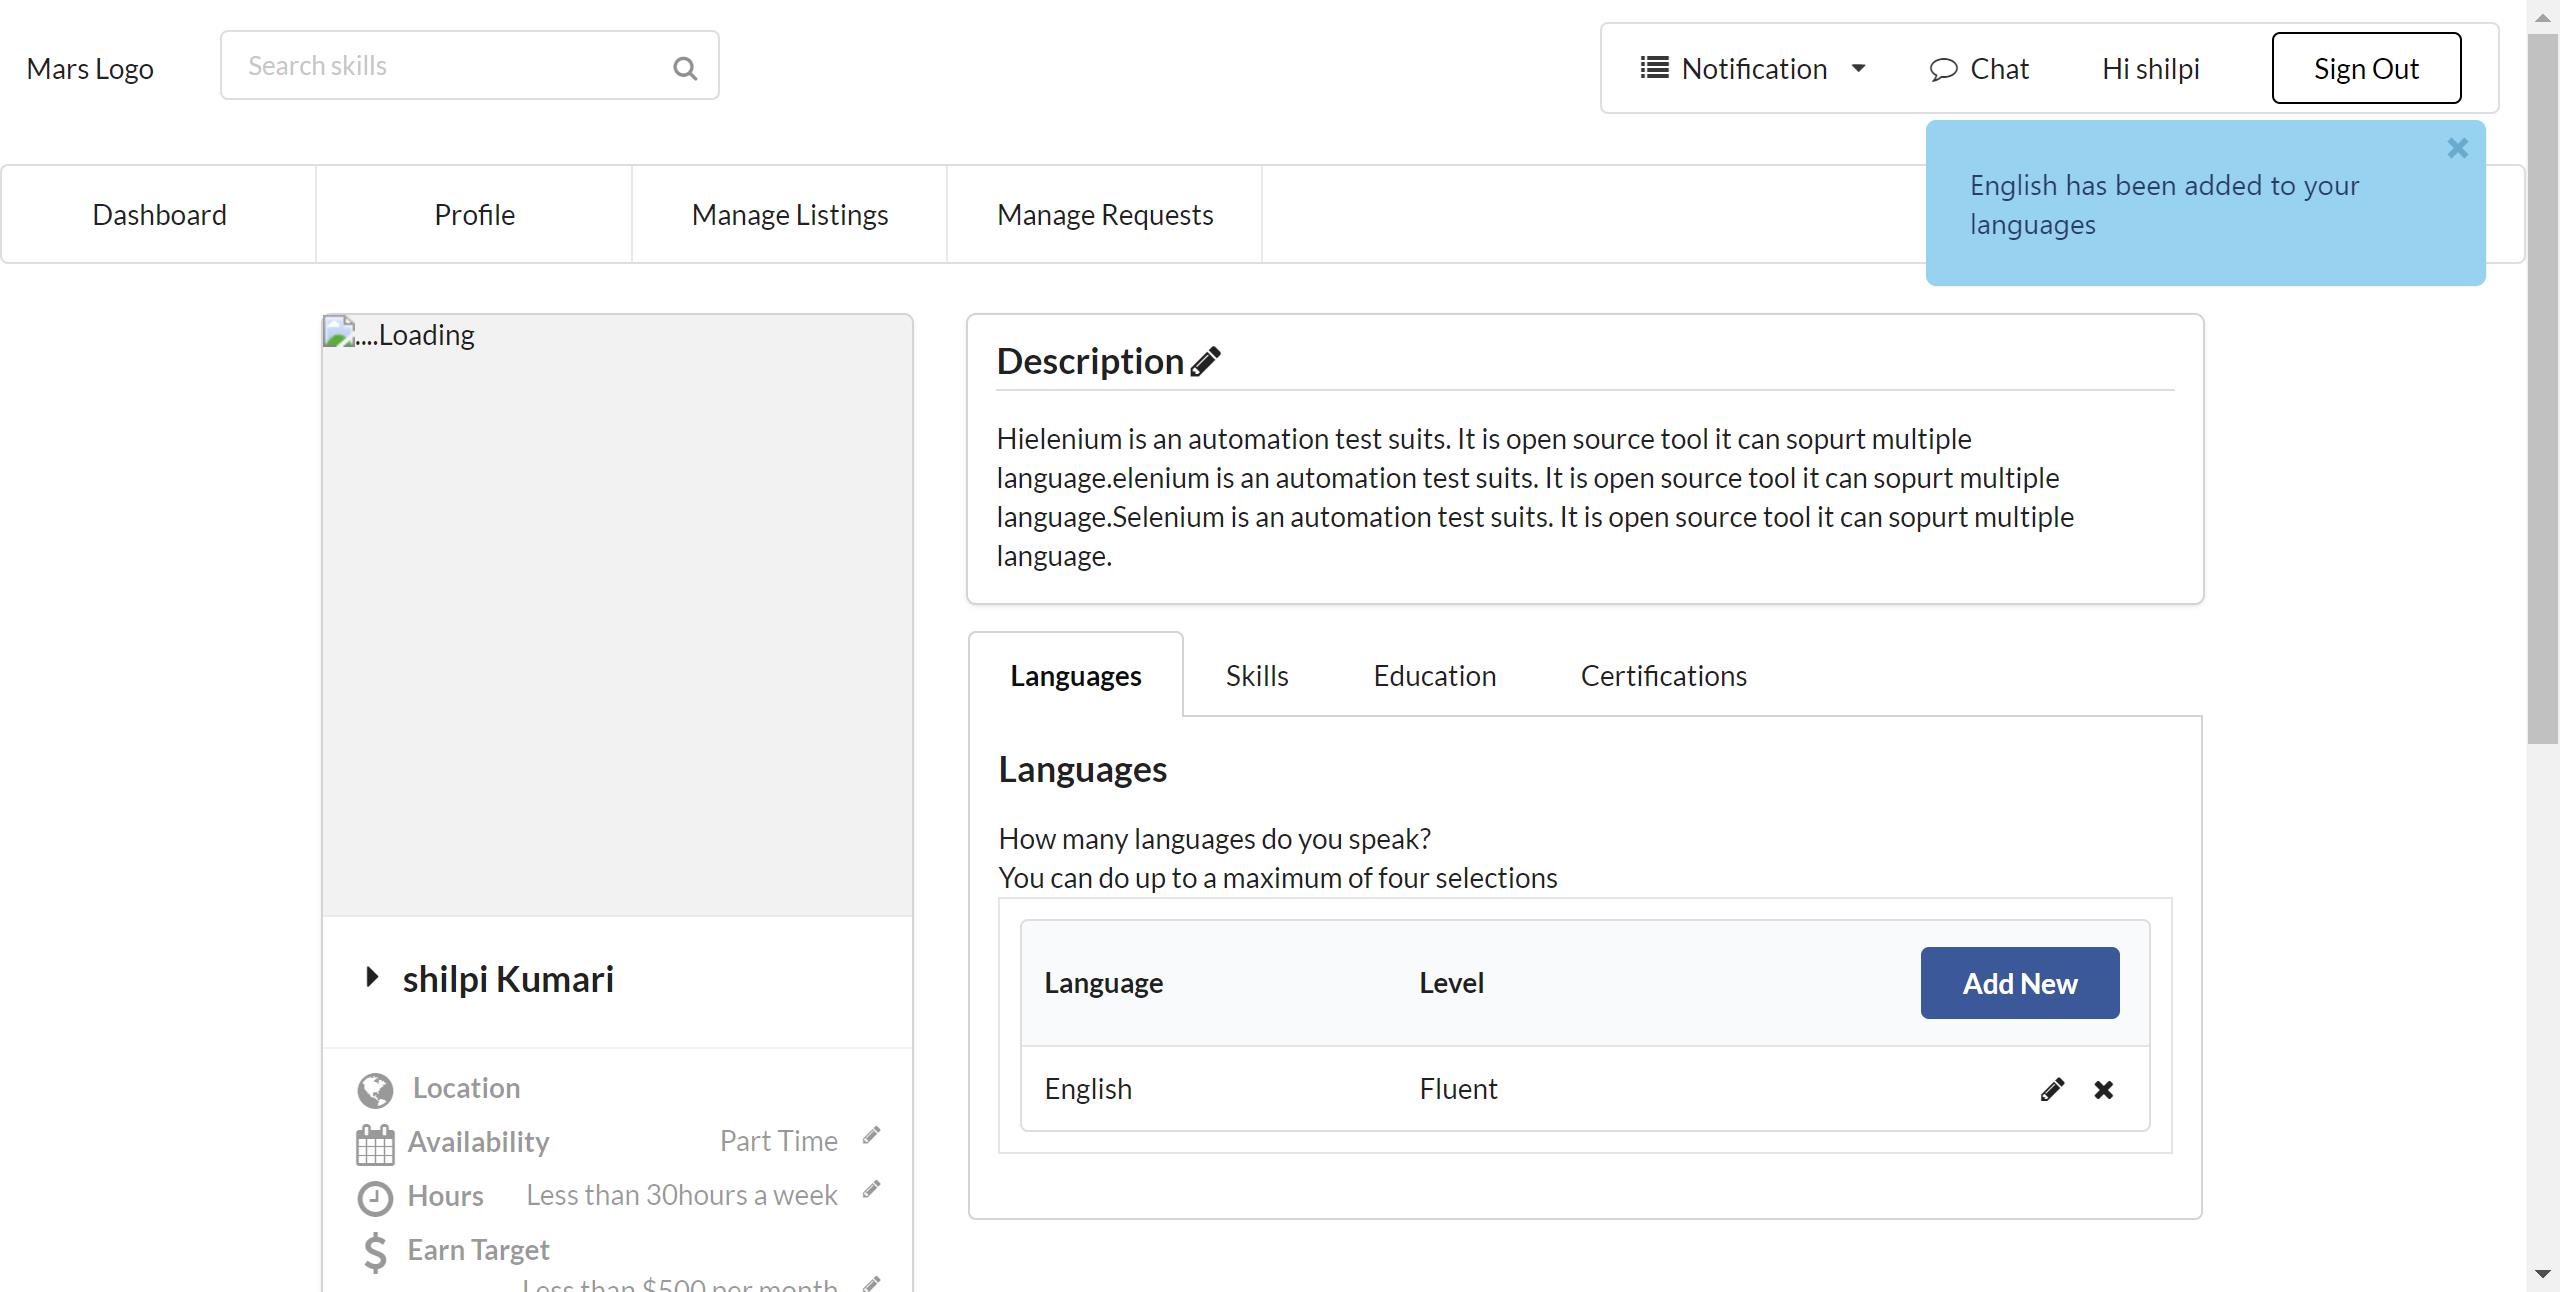 Mars Logo
Search skills
Notification
Chat
Hi shilpi
Sign Out
English has been added to your
languages
Dashboard
Profile
Manage Listings
Manage Requests
....Loading
Description
Hielenium is an automation test suits. It is open source tool it can sopurt multiple
language.elenium is an automation test suits. It is open source tool it can sopurt multiple
language.Selenium is an automation test suits. It is open source tool it can sopurt multiple
language.
Languages
Skills
Education
Certifications
Languages
How many languages do you speak?
You can do up to a maximum of four selections
Language
Level
Add New
English
Fluent
shilpi Kumari
Location
Availability
Part Time
Hours
Less than 30hours a week
Earn Target
Less than $500 per month